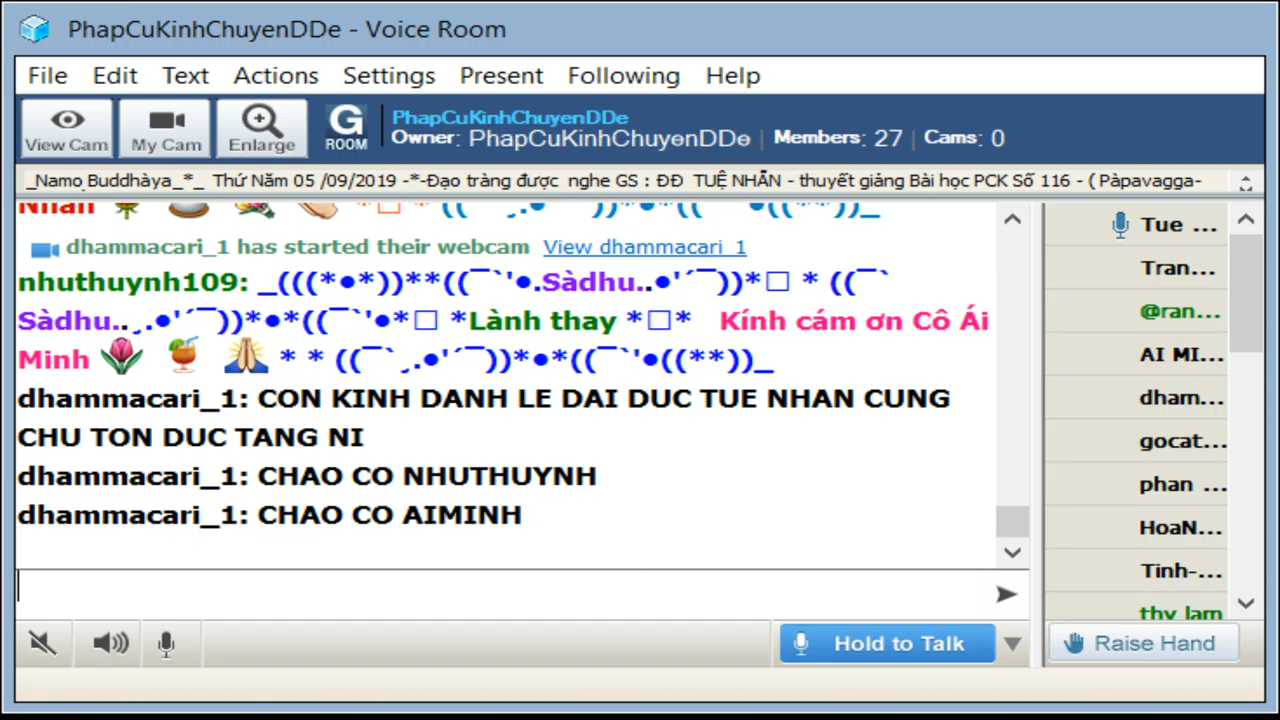 PhapCuKinhChuyenDDe - Voice Room
File Edit Text Actions Settings Present Following Help
View Cam My Cam Enlarge G ROOM
PhapCuKinhChuyenDDe
Owner: PhapCuKinhChuyenDDe | Members: 27 | Cams: 0
_Namo_Buddhàya_*_ Thứ Năm 05 /09/2019 -*-Đạo tràng được nghe GS : ĐĐ TUỆ NHẪN - thuyết giảng Bài học PCK Số 116 - ( Pàpavagga-
dhammacari_1 has started their webcam View dhammacari_1
nhuthuynh109: _(((*●*))**((¯`'●.Sàdhu..●'´¯))*□ * ((¯`
Sàdhu..¸.●'´¯))*●*((¯`'●*□ *Lành thay *□* Kính cám ơn Cô Ái
Minh 🌷 🍹 🙏 * * ((¯`¸.●'´¯))*●*((¯`'●((**))_
dhammacari_1: CON KINH DANH LE DAI DUC TUE NHAN CUNG
CHU TON DUC TANG NI
dhammacari_1: CHAO CO NHUTHUYNH
dhammacari_1: CHAO CO AIMINH
Tue ...
Tran...
@ran...
AI MI...
dham...
gocat...
phan ...
HoaN...
Tinh-...
thy lam
Hold to Talk
Raise Hand